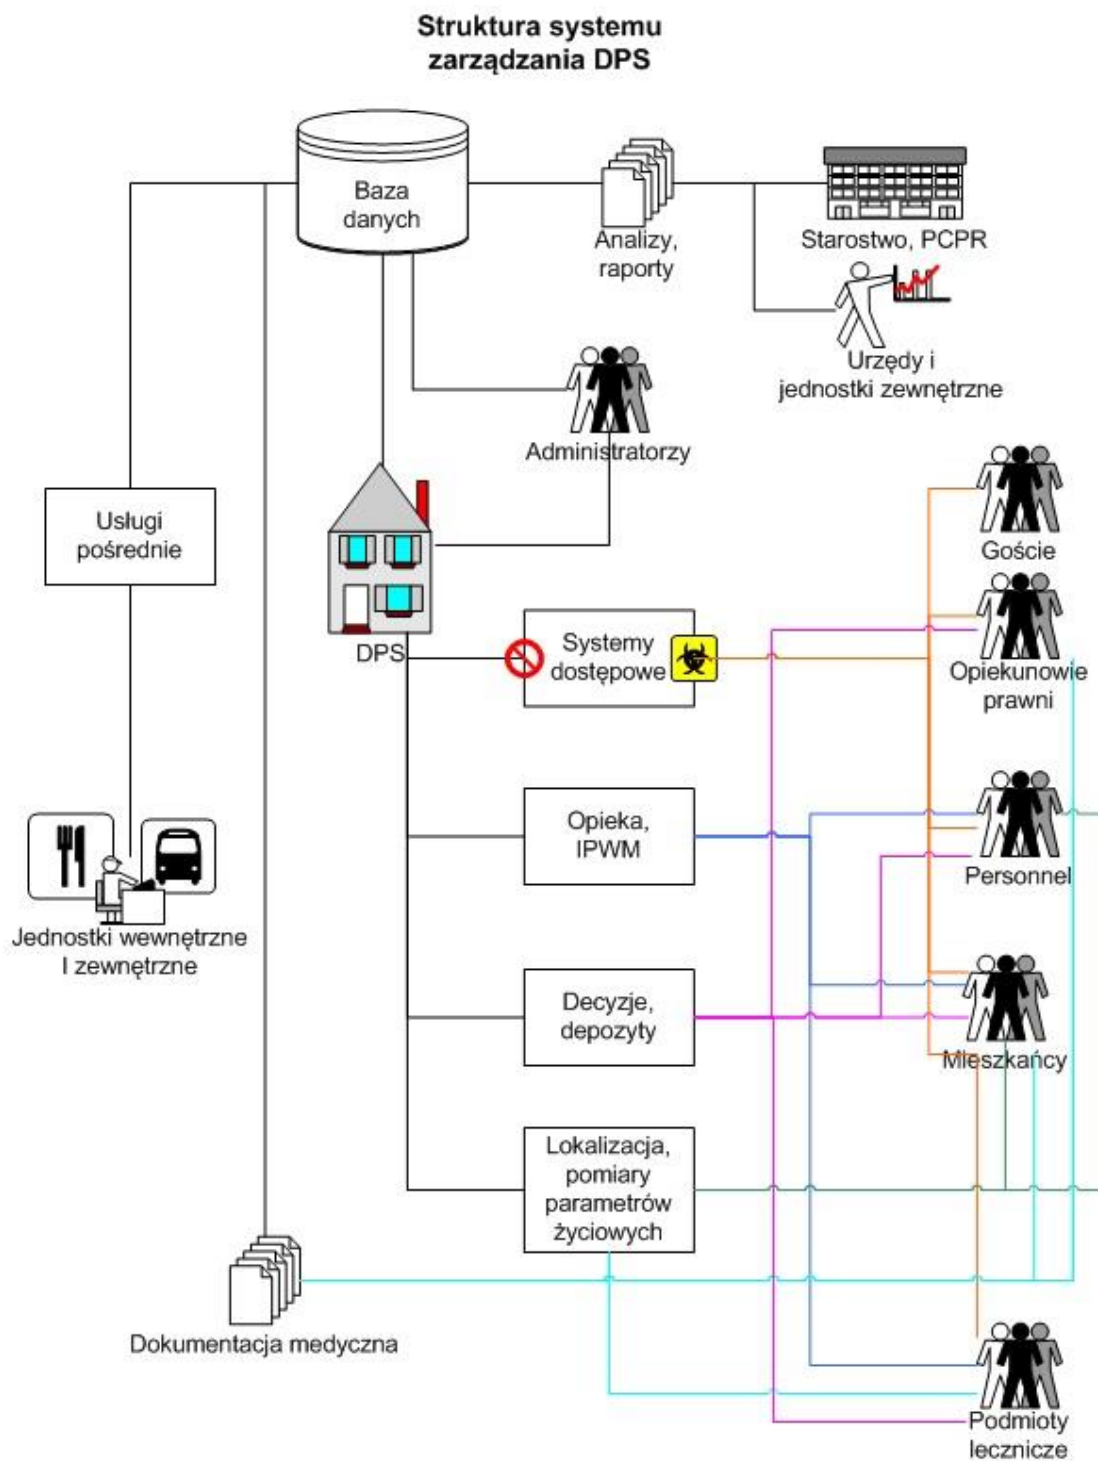 Struktura systemu
zarządzania DPS
Baza
danych
Analizy,
raporty
Starostwo, PCPR
Urzędy i
jednostki zewnętrzne
Administratorzy
Usługi
pośrednie
DPS
Systemy
dostępowe
Goście
Opiekunowie
prawni
Opieka,
IPWM
Personnel
Jednostki wewnętrzne
I zewnętrzne
Decyzje,
depozyty
Mieszkańcy
Lokalizacja,
pomiary
parametrów
życiowych
Dokumentacja medyczna
Podmioty
lecznicze